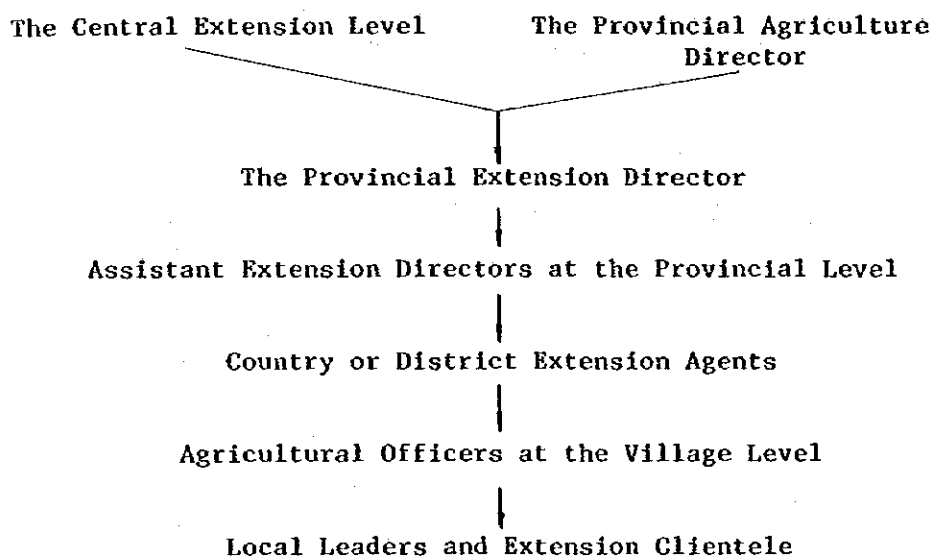 The Central Extension Level
The Provincial Agriculture
Director
The Provincial Extension Director
Assistant Extension Directors at the Provincial Level
Country or District Extension Agents
Agricultural Officers at the Village Level
Local Leaders and Extension Clientele